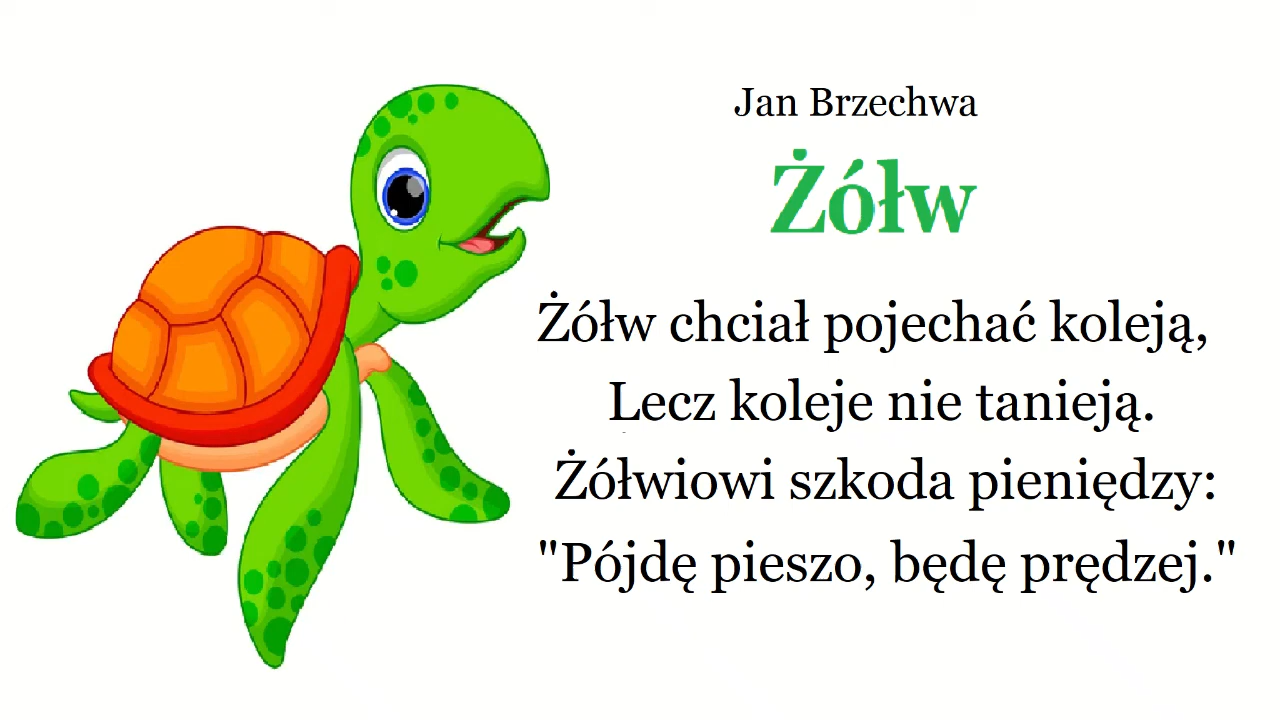 Jan Brzechwa
Żółw
Żółw chciał pojechać koleją,
Lecz koleje nie tanieją.
Żółwiowi szkoda pieniędzy:
"Pójdę pieszo, będę prędzej."